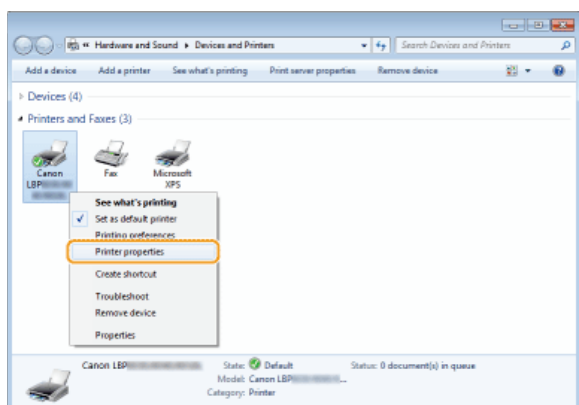 « Hardware and Sound ▸ Devices and Printers
Search Devices and Printers
Add a device Add a printer See what's printing Print server properties Remove device
Devices (4)
Printers and Faxes (3)
Canon LBP
Fax
Microsoft XPS
See what's printing
Set as default printer
Printing preferences
Printer properties
Create shortcut
Troubleshoot
Remove device
Properties
Canon LBP State: Default Status: 0 document(s) in queue
Model: Canon LBP ...
Category: Printer